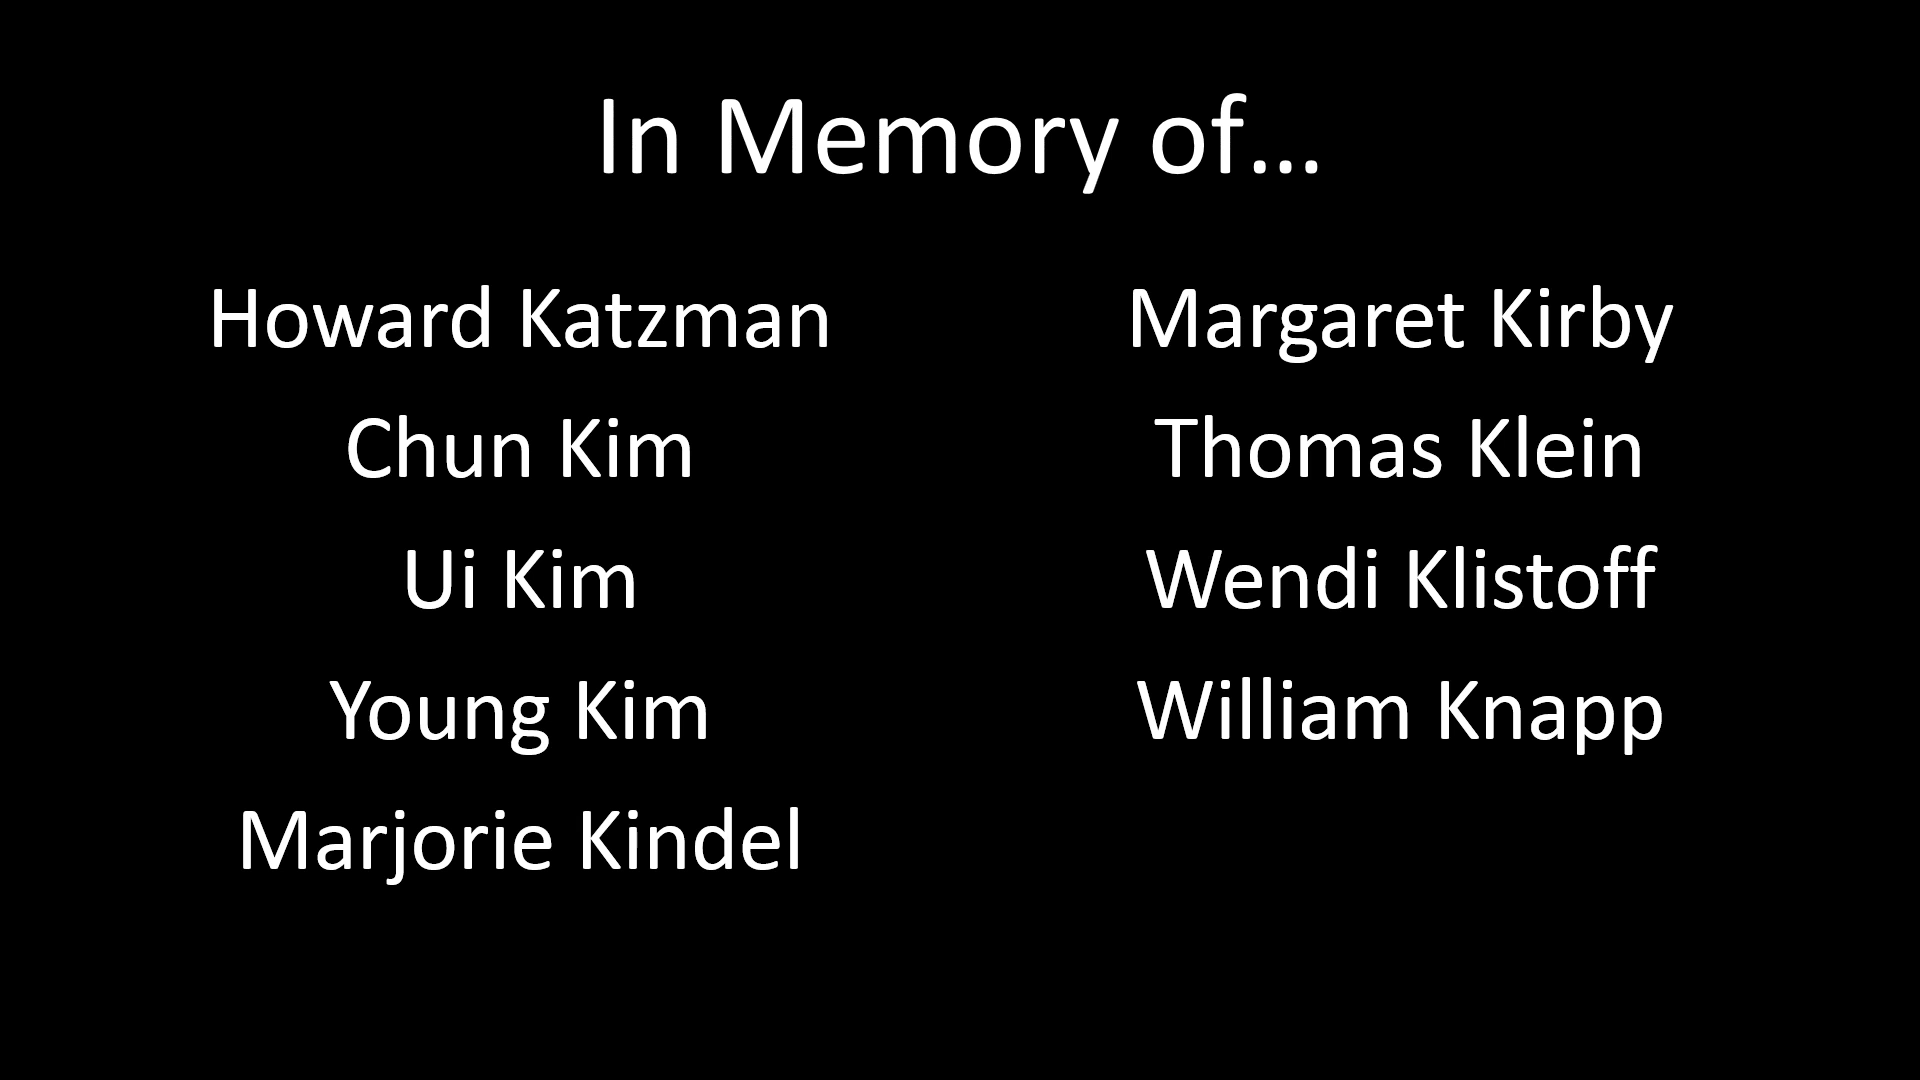 In Memory of...
Howard Katzman
Chun Kim
Ui Kim
Young Kim
Marjorie Kindel
Margaret Kirby
Thomas Klein
Wendi Klistoff
William Knapp